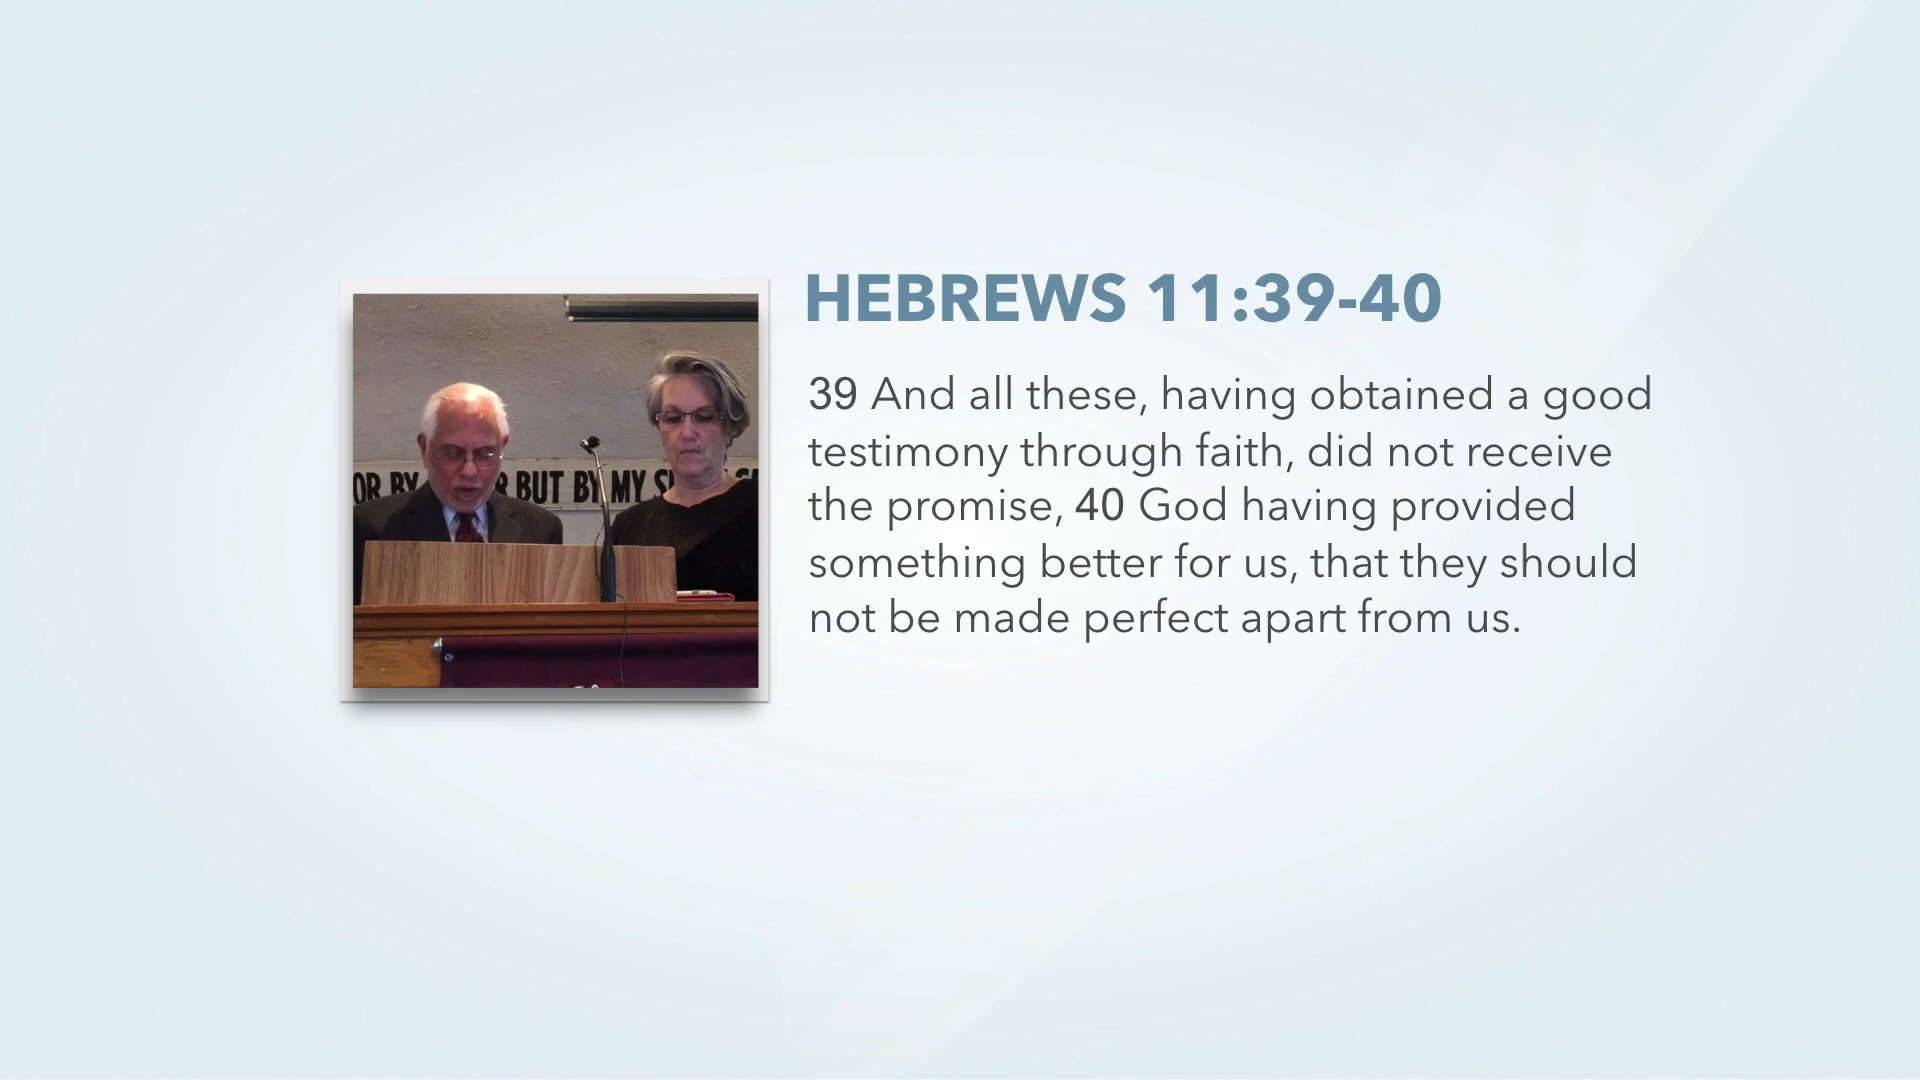 HEBREWS 11:39-40
39 And all these, having obtained a good
testimony through faith, did not receive
the promise, 40 God having provided
something better for us, that they should
not be made perfect apart from us.
OR BY BUT BY MY